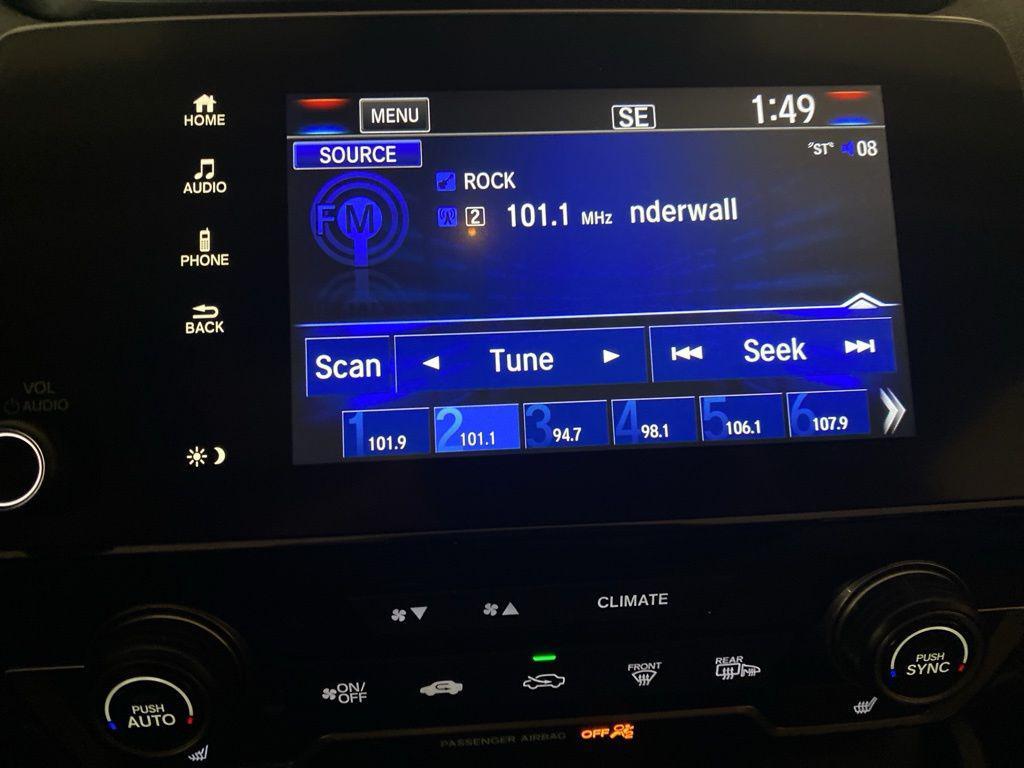 HOME
AUDIO
PHONE
BACK
VOL
AUDIO
MENU
SE
1:49
SOURCE
"ST"
08
FM
ROCK
2
101.1 MHz nderwall
Scan
Tune
Seek
1 101.9
2 101.1
3 94.7
4 98.1
5 106.1
6 107.9
CLIMATE
ON/
OFF
FRONT
REAR
PUSH
AUTO
PUSH
SYNC
PASSENGER AIRBAG
OFF